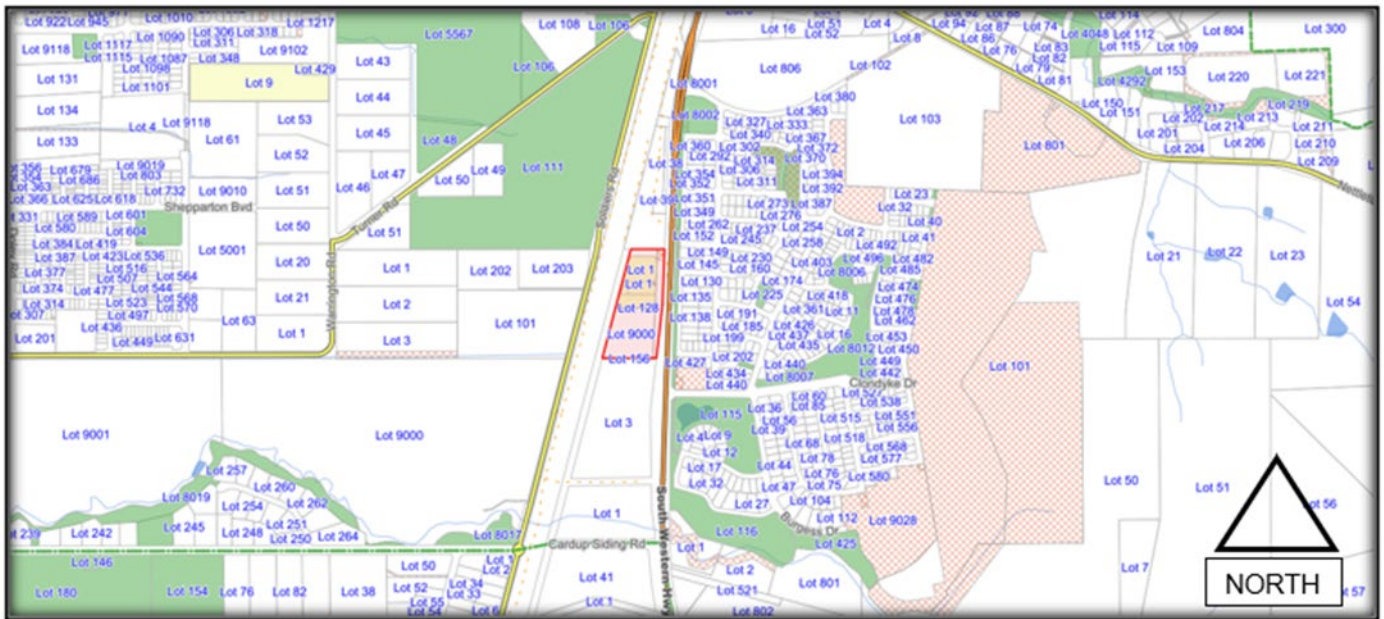 Lot 922 Lot 945 Lot 1010 Lot 1217
Lot 306 Lot 318
Lot 1090 Lot 311
Lot 9118 Lot 1117 Lot 9102
Lot 1115 Lot 1087 Lot 348
Lot 1098 Lot 429
Lot 131 Lot 9
Lot 1101
Lot 134 Lot 4 Lot 9118 Lot 53
Lot 133 Lot 61 Lot 52
Lot 356 Lot 679 Lot 9019
Lot 686 Lot 803
Lot 363 Lot 732 Lot 9010 Lot 51
Lot 366 Lot 625 Lot 618
Shepparton Bvd
Lot 331 Lot 589 Lot 601 Lot 50
Lot 580 Lot 604
Lot 384 Lot 419 Lot 5001
Lot 387 Lot 423 Lot 536
Lot 377 Lot 516 Lot 564 Lot 20
Lot 507
Lot 374 Lot 477 Lot 544
Lot 314 Lot 523 Lot 568 Lot 21
Lot 307 Lot 497 Lot 570
Lot 436 Lot 63
Lot 201 Lot 449 Lot 631 Lot 1
Lot 43
Lot 44
Lot 45
Lot 47
Lot 46
Lot 51
Turner Rd
Warrington Rd
Lot 5567
Lot 108 Lot 106
Lot 106
Lot 48
Lot 49
Lot 50
Lot 111
Lot 1 Lot 202 Lot 203
Lot 2 Lot 101
Lot 3
Soldiers Rd
Lot 38
Lot 1
Lot 128
Lot 9000
Lot 156
Lot 3
Lot 1
Cardup Siding Rd
Lot 41
Lot 1
South Western Hwy
Lot 16 Lot 51 Lot 4
Lot 52 Lot 8
Lot 806 Lot 102
Lot 8001
Lot 380
Lot 8002 Lot 363
Lot 327 Lot 333
Lot 340 Lot 367
Lot 360 Lot 302 Lot 372
Lot 292 Lot 314 Lot 370
Lot 354 Lot 306 Lot 394
Lot 352 Lot 311 Lot 392
Lot 351 Lot 273 Lot 387
Lot 349 Lot 276
Lot 262 Lot 237 Lot 254
Lot 152 Lot 245 Lot 258
Lot 149 Lot 230 Lot 403
Lot 145 Lot 160 Lot 8006
Lot 130 Lot 174
Lot 135 Lot 225 Lot 418
Lot 138 Lot 191 Lot 361 Lot 11
Lot 185 Lot 426
Lot 199 Lot 437 Lot 16
Lot 435 Lot 8012
Lot 202 Lot 440
Lot 427 Lot 434 Lot 8007
Lot 440
Lot 103
Lot 23
Lot 32
Lot 40
Lot 2 Lot 41
Lot 492
Lot 496 Lot 482
Lot 485
Lot 474
Lot 476
Lot 478
Lot 462
Lot 453
Lot 450
Lot 449
Lot 442
Clondyke Dr
Lot 60 Lot 527
Lot 115 Lot 36 Lot 85 Lot 538
Lot 56 Lot 515 Lot 551
Lot 39 Lot 556
Lot 4 Lot 9 Lot 68 Lot 518
Lot 12 Lot 568
Lot 78 Lot 577
Lot 17 Lot 44 Lot 76
Lot 32 Lot 47 Lot 75 Lot 580
Lot 27 Lot 104
Lot 112 Lot 9028
Burgess Dr
Lot 116 Lot 425
Lot 1
Lot 2 Lot 801
Lot 521
Lot 802
Lot 94 Lot 87 Lot 74 Lot 114
Lot 86 Lot 4048 Lot 112 Lot 804 Lot 300
Lot 76 Lot 83 Lot 115 Lot 109
Lot 82
Lot 79 Lot 153
Lot 81 Lot 4292 Lot 220 Lot 221
Lot 150 Lot 217 Lot 219
Lot 151 Lot 202 Lot 213
Lot 201 Lot 214 Lot 211
Lot 204 Lot 206 Lot 210
Lot 209
Lot 801
Lot 21 Lot 22 Lot 23
Lot 54
Lot 101
Lot 50 Lot 51 Lot 56
Lot 7 Lot 57
Lot 9001 Lot 9000
Lot 257
Lot 260
Lot 8019 Lot 254 Lot 262
Lot 251
Lot 239 Lot 242 Lot 245 Lot 248 Lot 250 Lot 264 Lot 8017
Lot 146
Lot 180 Lot 154 Lot 76 Lot 82 Lot 38
Lot 50
Lot 52 Lot 34
Lot 33
Lot 55
Lot 54
NORTH